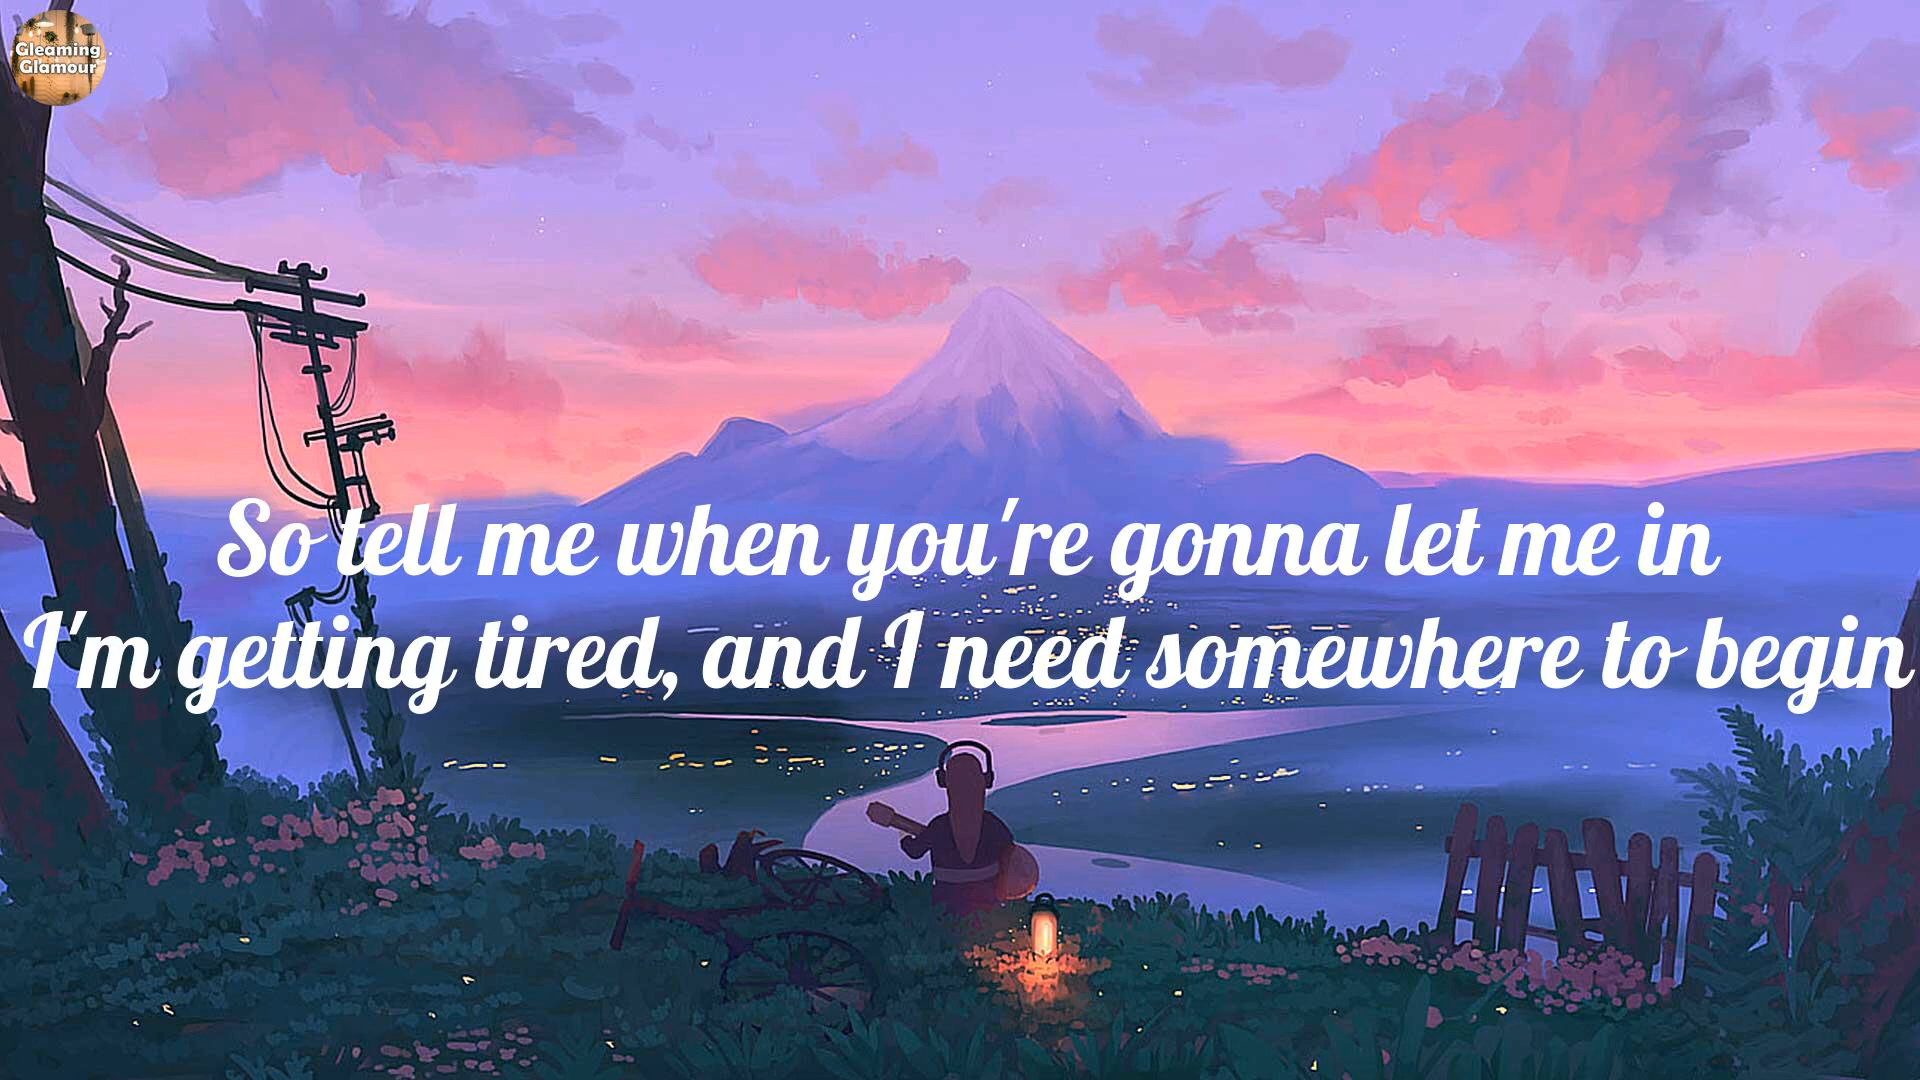 Gleaming
Glamour
So tell me when you're gonna let me in
I'm getting tired, and I need somewhere to begin